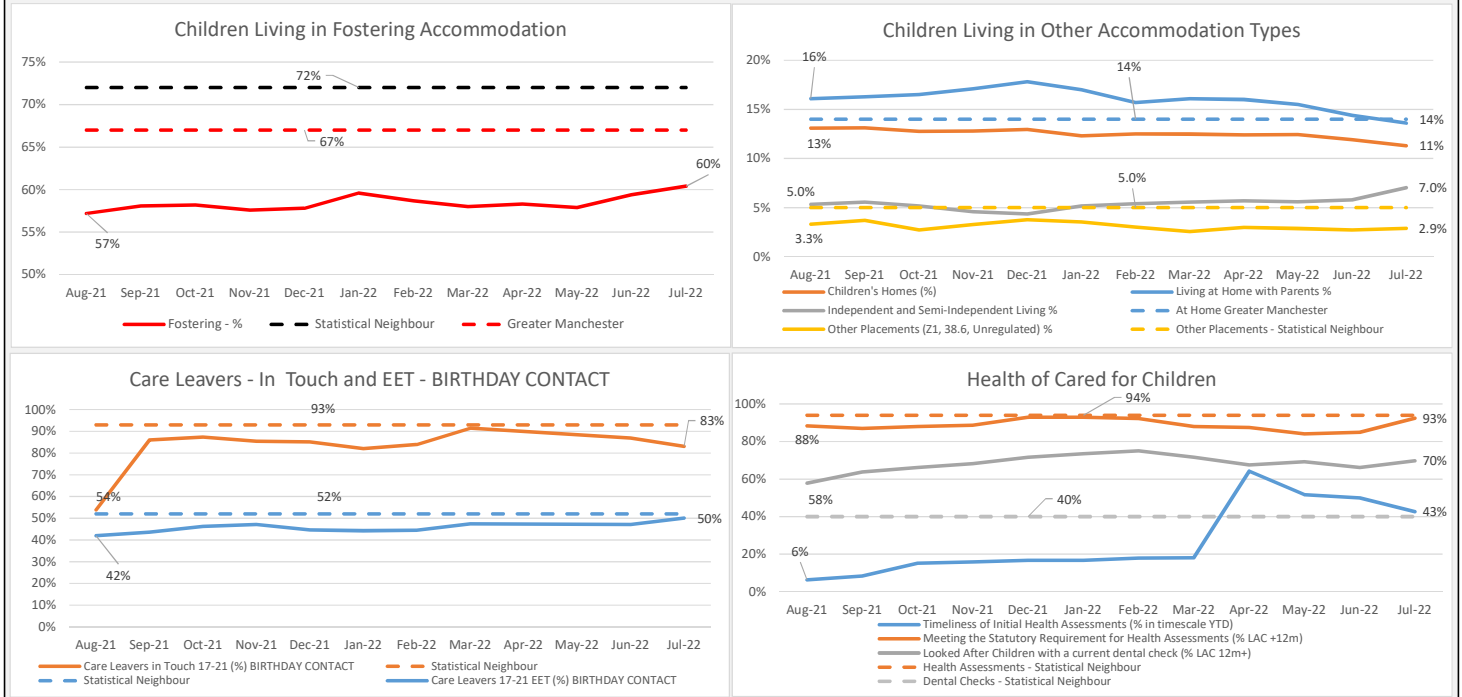 Children Living in Fostering Accommodation
75%
70%
65%
60%
55%
50%
72%
67%
60%
57%
Aug-21 Sep-21 Oct-21 Nov-21 Dec-21 Jan-22 Feb-22 Mar-22 Apr-22 May-22 Jun-22 Jul-22
Fostering - % Statistical Neighbour Greater Manchester
Children Living in Other Accommodation Types
20%
15%
10%
5%
0%
16%
14%
14%
13%
11%
5.0%
5.0%
7.0%
3.3%
2.9%
Aug-21 Sep-21 Oct-21 Nov-21 Dec-21 Jan-22 Feb-22 Mar-22 Apr-22 May-22 Jun-22 Jul-22
Children's Homes (%) Living at Home with Parents %
Independent and Semi-Independent Living % At Home Greater Manchester
Other Placements (Z1, 38.6, Unregulated) % Other Placements - Statistical Neighbour
Care Leavers - In Touch and EET - BIRTHDAY CONTACT
100%
90%
80%
70%
60%
50%
40%
30%
20%
10%
0%
93%
83%
54%
52%
50%
42%
Aug-21 Sep-21 Oct-21 Nov-21 Dec-21 Jan-22 Feb-22 Mar-22 Apr-22 May-22 Jun-22 Jul-22
Care Leavers in Touch 17-21 (%) BIRTHDAY CONTACT Statistical Neighbour
Statistical Neighbour Care Leavers 17-21 EET (%) BIRTHDAY CONTACT
Health of Cared for Children
100%
80%
60%
40%
20%
0%
94%
93%
88%
70%
58%
40%
43%
6%
Aug-21 Sep-21 Oct-21 Nov-21 Dec-21 Jan-22 Feb-22 Mar-22 Apr-22 May-22 Jun-22 Jul-22
Timeliness of Initial Health Assessments (% in timescale YTD)
Meeting the Statutory Requirement for Health Assessments (% LAC +12m)
Looked After Children with a current dental check (% LAC 12m+)
Health Assessments - Statistical Neighbour
Dental Checks - Statistical Neighbour